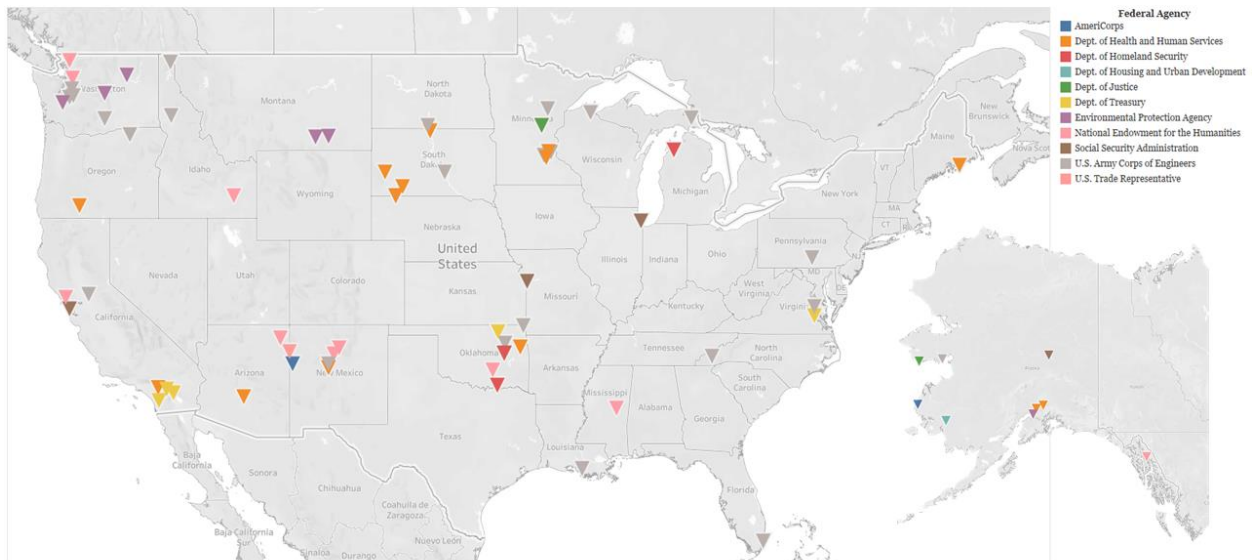 Federal Agency
AmeriCorps
Dept. of Health and Human Services
Dept. of Homeland Security
Dept. of Housing and Urban Development
Dept. of Justice
Dept. of Treasury
Environmental Protection Agency
National Endowment for the Humanities
Social Security Administration
U.S. Army Corps of Engineers
U.S. Trade Representative
North
Dakota
Montana
Minne
New
Brunswick
Maine
Nova Scot
Oregon
Idaho
South
Dak
Wisconsin
VT
Wyoming
Michigan
New York
MA
CT
Iowa
Nebraska
United
States
Pennsylvania
NJ
Nevada
Utah
Illinois
Indiana
Ohio
MD
DE
Colorado
Kansas
Missouri
West
Virginia
Virginia
California
Kentucky
Oklahoma
Tennessee
North
Carolina
Arizona
New Mexico
Arkansas
South
Carolina
Mississippi
Alabama
Georgia
Texas
Louisiana
Baja
California
Sonora
Chihuahua
Florida
Coahuila de
Zaragoza
Baja California
Sur
Sinaloa
Durango
Nuevo León